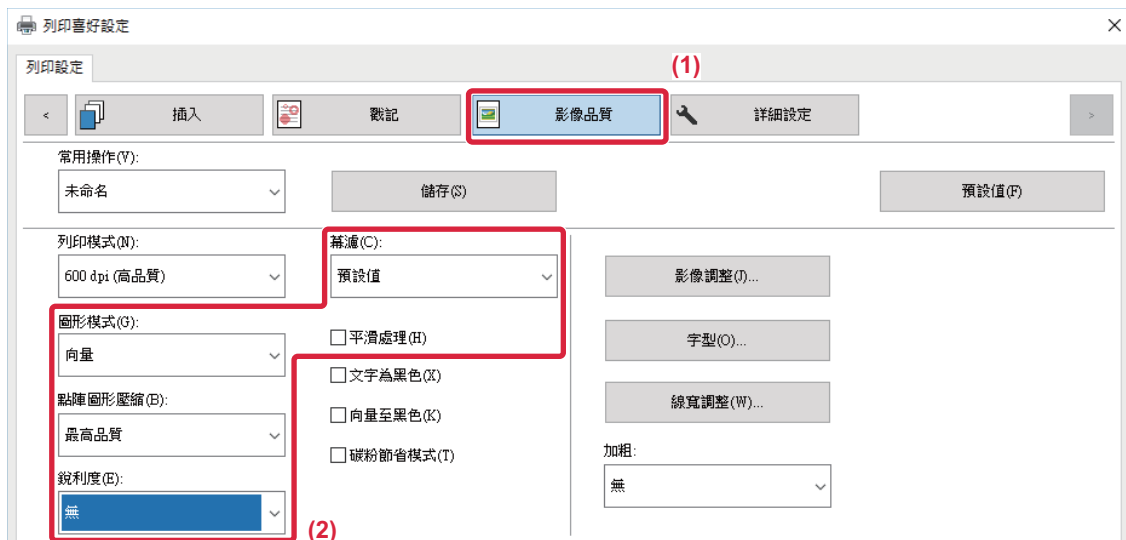 列印喜好設定
列印設定
(1)
< 插入 戳記 影像品質 詳細設定 >
常用操作(V):
未命名 儲存(S) 預設值(F)
列印模式(N): 幕濾(C):
600 dpi (高品質) 預設值 影像調整(J)...
圖形模式(G): 平滑處理(H) 字型(O)...
向量
文字為黑色(X)
點陣圖形壓縮(B): 線寬調整(W)...
向量至黑色(K)
最高品質
碳粉節省模式(T) 加粗:
銳利度(E):
無 無
(2)